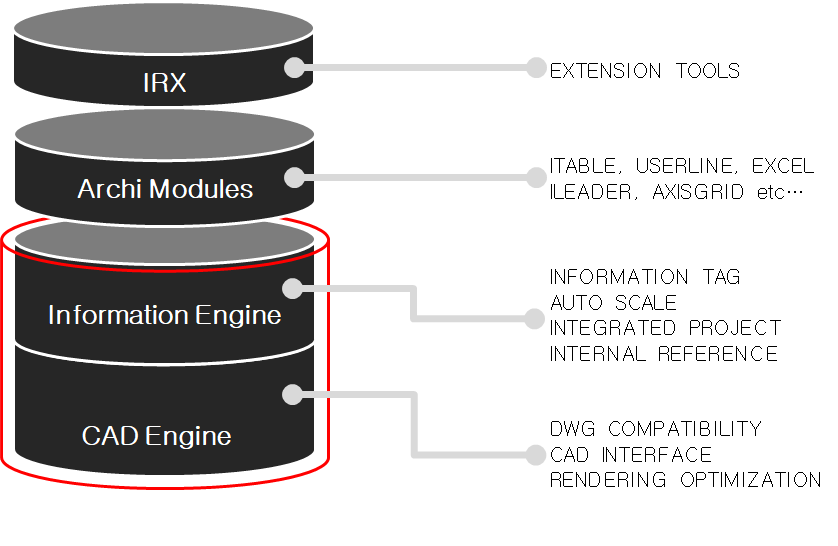 IRX
EXTENSION TOOLS
Archi Modules
ITABLE, USERLINE, EXCEL
ILEADER, AXISGRID etc…
Information Engine
INFORMATION TAG
AUTO SCALE
INTEGRATED PROJECT
INTERNAL REFERENCE
CAD Engine
DWG COMPATIBILITY
CAD INTERFACE
RENDERING OPTIMIZATION